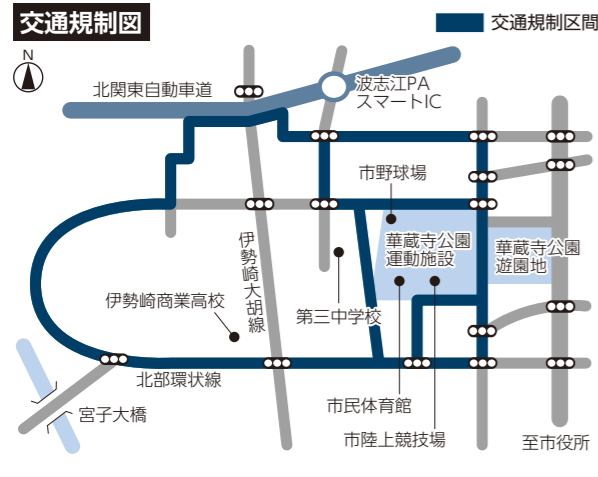 交通規制図
交通規制区間
N
北関東自動車道
波志江PA
スマートIC
市野球場
伊勢崎大胡線
華蔵寺公園
運動施設
華蔵寺公園
遊園地
伊勢崎商業高校
第三中学校
北部環状線
宮子大橋
市民体育館
市陸上競技場
至市役所